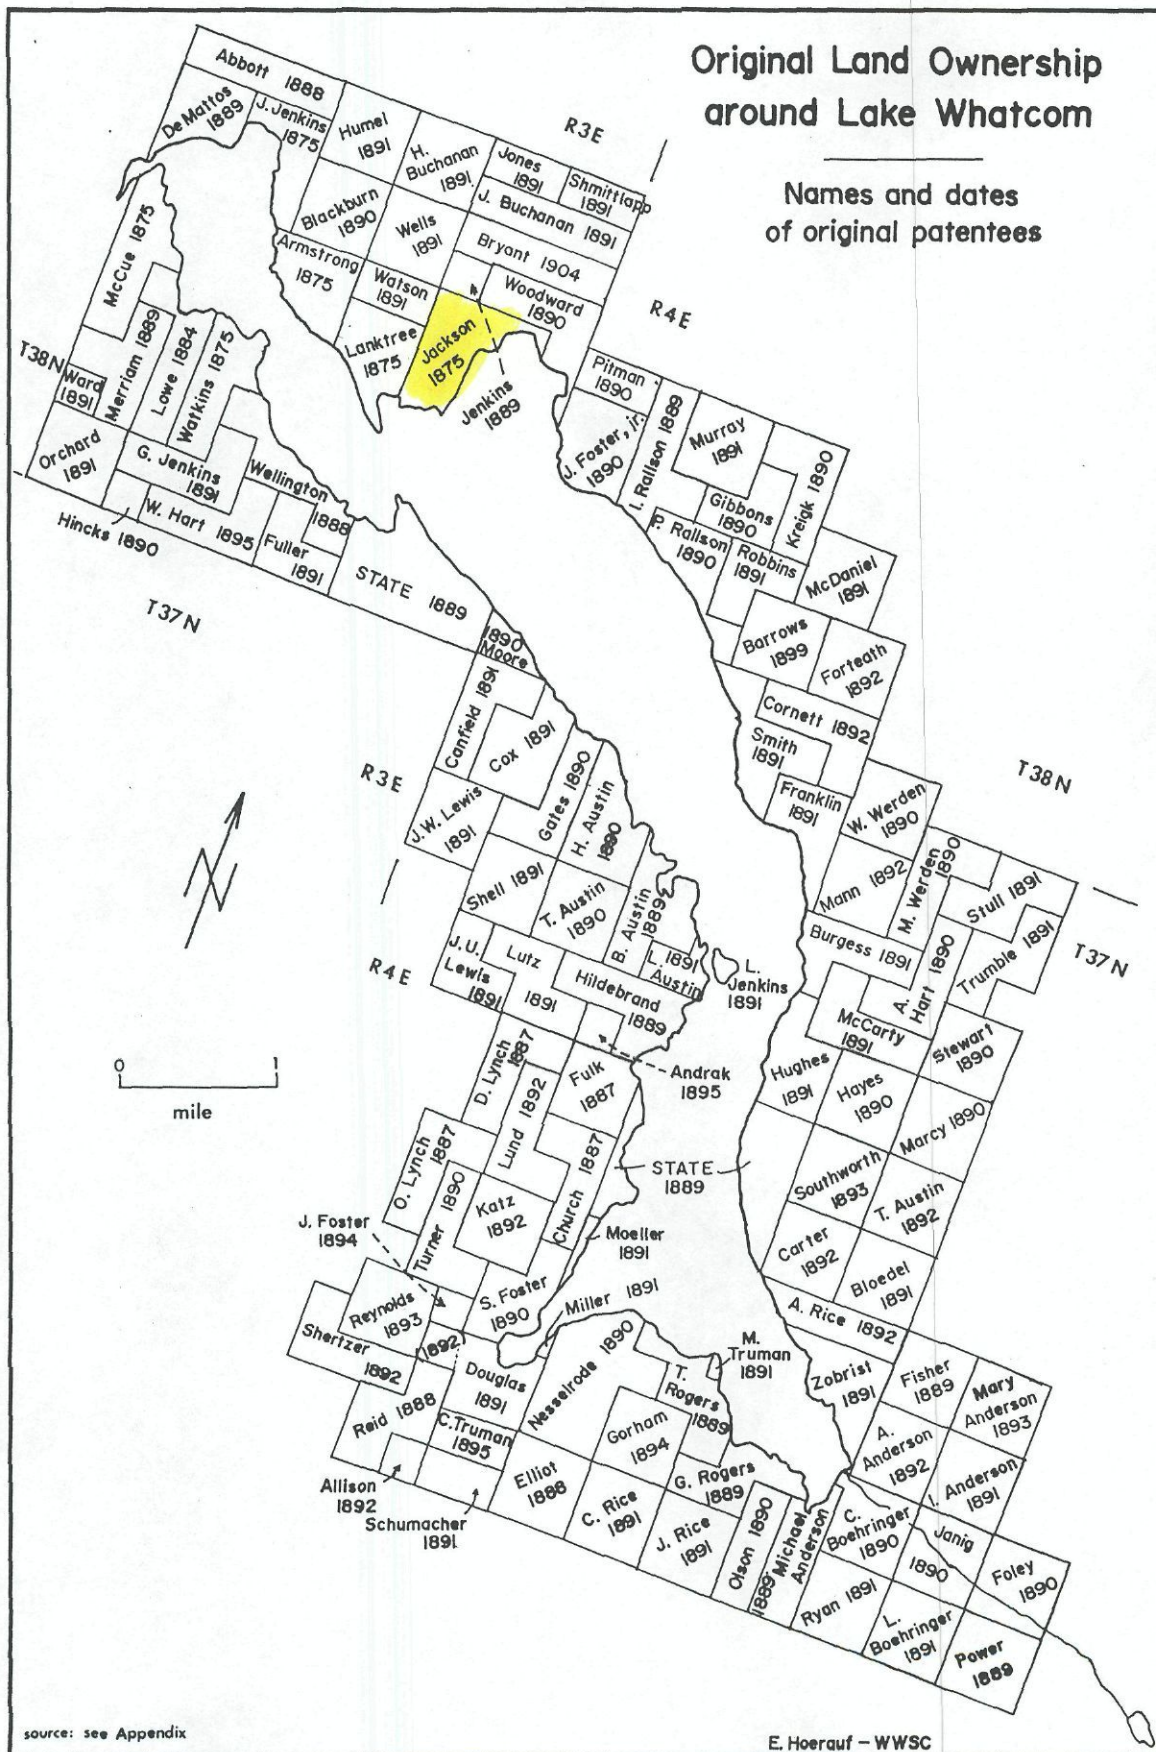 Original Land Ownership
around Lake Whatcom
Names and dates
of original patentees
Abbott 1888
De Mattos
1889
J. Jenkins
1875
Humel
1891
H.
Buchanan
1891
Jones
1891
Shmittlapp
1891
J. Buchanan 1891
R3E
Blackburn
1890
Wells
1891
Bryant 1904
Armstrong
1875
Watson
1891
Woodward
1890
R4E
McCue 1875
Lanktree
1875
Jackson
1875
Jenkins
1889
T38N
Ward
1891
Merriam 1889
Lowe 1884
Watkins 1875
Orchard
1891
G. Jenkins
1891
Wellington
1888
Hincks 1890
W. Hart 1895
Fuller
1891
STATE 1889
T37N
Pitman
1890
J. Foster, jr.
1890
I. Rallson 1889
Murray
1891
Gibbons
1890
Kreigk 1890
P. Rallson
1890
Robbins
1891
McDaniel
1891
Barrows
1899
Forteath
1892
Cornett 1892
Smith
1891
Franklin
1891
1890
Moore
Canfield 1891
Cox 1891
R3E
J.W. Lewis
1891
Gates 1890
H. Austin
1890
Shell 1891
T. Austin
1890
B. Austin
1889
L. 1891
Austin
T38N
W. Werden
1890
Mann 1892
M. Werden
1890
Stull 1891
Burgess 1891
A.
Hart 1890
Trumble 1891
T37N
R4E
J.U.
Lewis
1891
Lutz
1891
Hildebrand
1889
L.
Jenkins
1891
McCarty
1891
Stewart
1890
0 1
mile
D. Lynch
1887
Lund 1892
Fulk
1887
Andrak
1895
Hughes
1891
Hayes
1890
Marcy 1890
O. Lynch
1887
Turner 1890
Katz
1892
Church 1887
STATE
1889
Southworth
1893
T. Austin
1892
J. Foster
1894
Moeller
1891
Carter
1892
Bloedel
1891
Reynolds
1893
S. Foster
1890
Miller 1891
A. Rice 1892
Shertzer
1892
(1892)
Douglas
1891
Nesselrode 1890
T.
Rogers
1889
M.
Truman
1891
Zobrist
1891
Fisher
1889
Mary
Anderson
1893
Reid 1888
C. Truman
1895
Gorham
1894
A.
Anderson
1892
I. Anderson
1891
Allison
1892
Schumacher
1891
Elliot
1888
C. Rice
1891
G. Rogers
1889
J. Rice
1891
Olson 1890
Michael
Anderson
1889
C.
Boehringer
1890
Janig
1890
Foley
1890
Ryan 1891
L.
Boehringer
1891
Power
1889
source: see Appendix
E. Hoerauf – WWSC